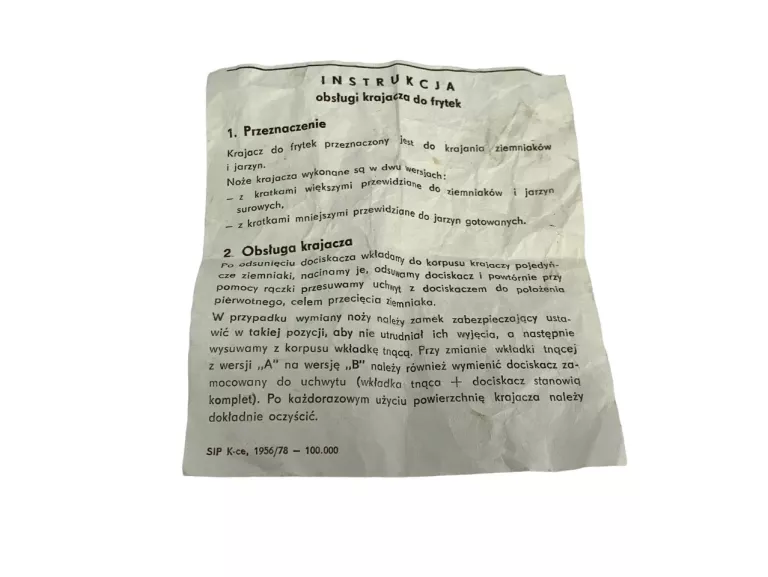 INSTRUKCJA
obsługi krajacza do frytek
1. Przeznaczenie
Krajacz do frytek przeznaczony jest do krajania ziemniaków
i jarzyn.
Noże krajacza wykonane są w dwu wersjach:
— z kratkami większymi przewidziane do ziemniaków i jarzyn
surowych,
— z kratkami mniejszymi przewidziane do jarzyn gotowanych.
2. Obsługa krajacza
Po odsunięciu dociskacza wkładamy do korpusu krajaczy pojedyń-
cze ziemniaki, nacinamy je, odsuwamy dociskacz i powtórnie przy
pomocy rączki przesuwamy uchwyt z dociskaczem do położenia
pierwotnego, celem przecięcia ziemniaka.
W przypadku wymiany noży należy zamek zabezpieczający usta-
wić w takiej pozycji, aby nie utrudniał ich wyjęcia, a następnie
wysuwamy z korpusu wkładkę tnącą. Przy zmianie wkładki tnącej
z wersji „A" na wersję „B" należy również wymienić dociskacz za-
mocowany do uchwytu (wkładka tnąca + dociskacz stanowią
komplet). Po każdorazowym użyciu powierzchnię krajacza należy
dokładnie oczyścić.
SIP K-ce, 1956/78 — 100.000